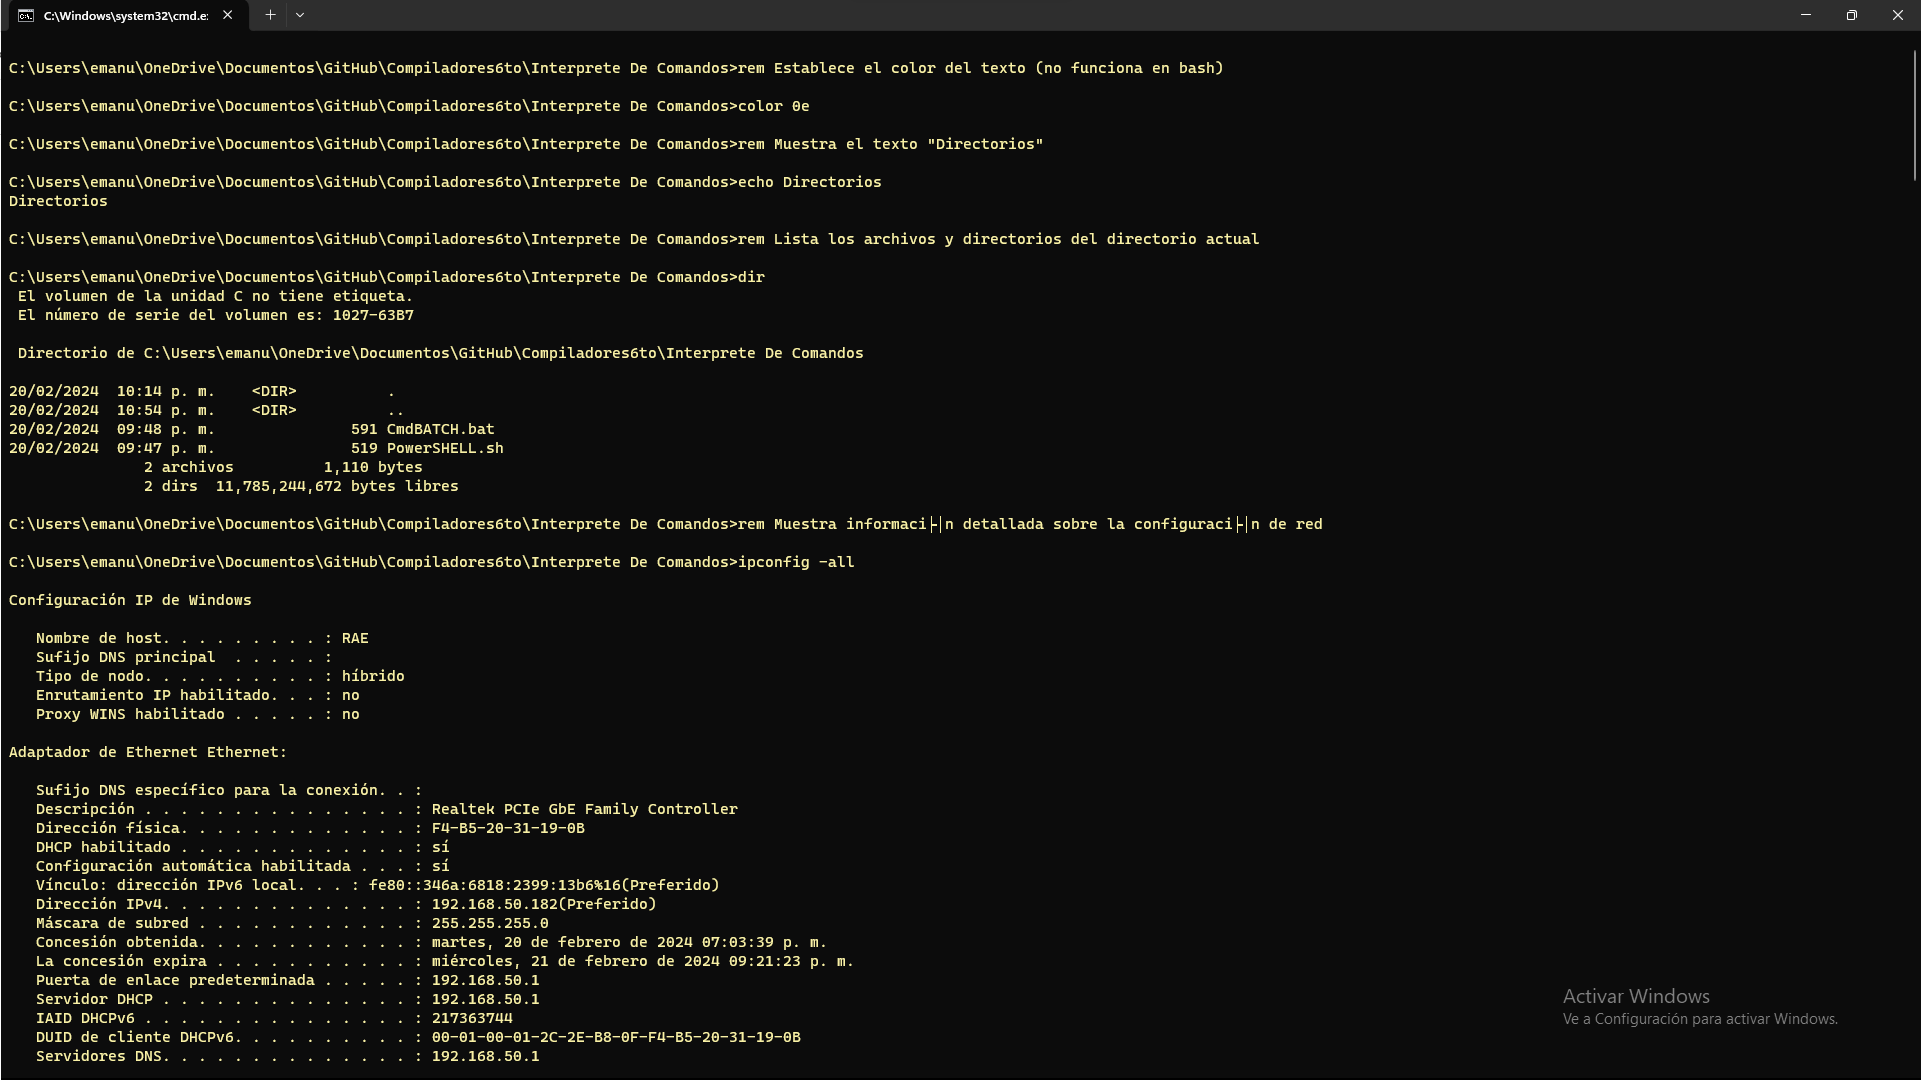 C:\Windows\system32\cmd.e:
C:\Users\emanu\OneDrive\Documentos\GitHub\Compiladores6to\Interprete De Comandos>rem Establece el color del texto (no funciona en bash)
C:\Users\emanu\OneDrive\Documentos\GitHub\Compiladores6to\Interprete De Comandos>color 0e
C:\Users\emanu\OneDrive\Documentos\GitHub\Compiladores6to\Interprete De Comandos>rem Muestra el texto "Directorios"
C:\Users\emanu\OneDrive\Documentos\GitHub\Compiladores6to\Interprete De Comandos>echo Directorios
Directorios
C:\Users\emanu\OneDrive\Documentos\GitHub\Compiladores6to\Interprete De Comandos>rem Lista los archivos y directorios del directorio actual
C:\Users\emanu\OneDrive\Documentos\GitHub\Compiladores6to\Interprete De Comandos>dir
El volumen de la unidad C no tiene etiqueta.
El número de serie del volumen es: 1027-63B7
Directorio de C:\Users\emanu\OneDrive\Documentos\GitHub\Compiladores6to\Interprete De Comandos
20/02/2024  10:14 p. m.    <DIR>          .
20/02/2024  10:54 p. m.    <DIR>          ..
20/02/2024  09:48 p. m.               591 CmdBATCH.bat
20/02/2024  09:47 p. m.               519 PowerSHELL.sh
2 archivos          1,110 bytes
2 dirs  11,785,244,672 bytes libres
C:\Users\emanu\OneDrive\Documentos\GitHub\Compiladores6to\Interprete De Comandos>rem Muestra informaci├│n detallada sobre la configuraci├│n de red
C:\Users\emanu\OneDrive\Documentos\GitHub\Compiladores6to\Interprete De Comandos>ipconfig -all
Configuración IP de Windows
Nombre de host. . . . . . . . . : RAE
Sufijo DNS principal  . . . . . :
Tipo de nodo. . . . . . . . . . : híbrido
Enrutamiento IP habilitado. . . : no
Proxy WINS habilitado . . . . . : no
Adaptador de Ethernet Ethernet:
Sufijo DNS específico para la conexión. . :
Descripción . . . . . . . . . . . . . . . : Realtek PCIe GbE Family Controller
Dirección física. . . . . . . . . . . . . : F4-B5-20-31-19-0B
DHCP habilitado . . . . . . . . . . . . . : sí
Configuración automática habilitada . . . : sí
Vínculo: dirección IPv6 local. . . : fe80::346a:6818:2399:13b6%16(Preferido)
Dirección IPv4. . . . . . . . . . . . . . : 192.168.50.182(Preferido)
Máscara de subred . . . . . . . . . . . . : 255.255.255.0
Concesión obtenida. . . . . . . . . . . . : martes, 20 de febrero de 2024 07:03:39 p. m.
La concesión expira . . . . . . . . . . . : miércoles, 21 de febrero de 2024 09:21:23 p. m.
Puerta de enlace predeterminada . . . . . : 192.168.50.1
Servidor DHCP . . . . . . . . . . . . . . : 192.168.50.1
IAID DHCPv6 . . . . . . . . . . . . . . . : 217363744
DUID de cliente DHCPv6. . . . . . . . . . : 00-01-00-01-2C-2E-B8-0F-F4-B5-20-31-19-0B
Servidores DNS. . . . . . . . . . . . . . : 192.168.50.1
Activar Windows
Ve a Configuración para activar Windows.